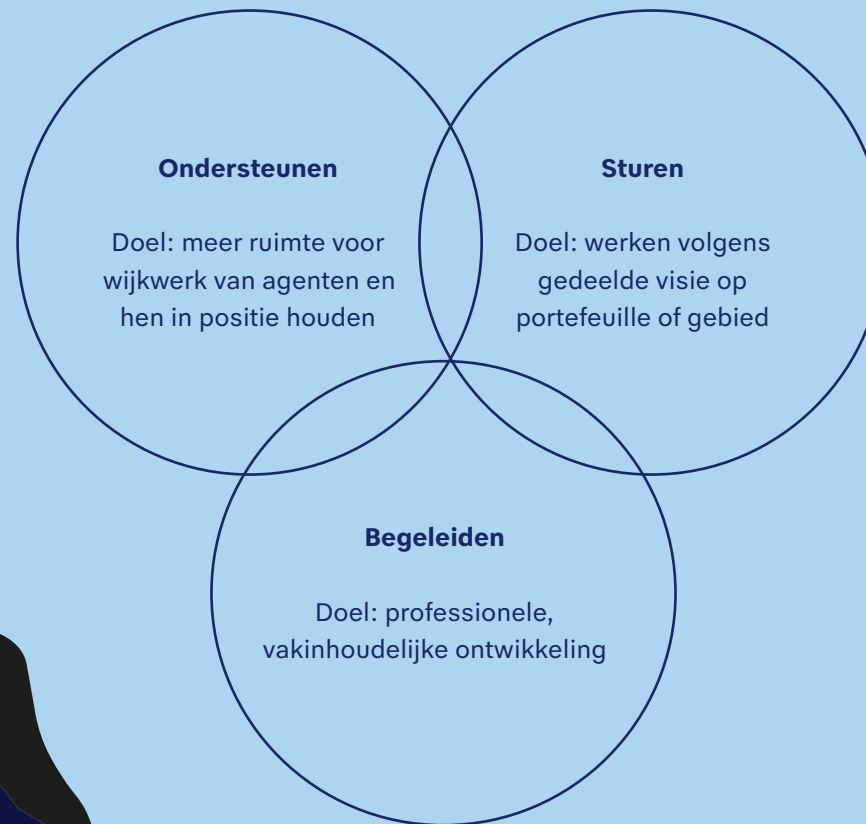 Ondersteunen
Doel: meer ruimte voor
wijkwerk van agenten en
hen in positie houden
Sturen
Doel: werken volgens
gedeelde visie op
portefeuille of gebied
Begeleiden
Doel: professionele,
vakinhoudelijke ontwikkeling